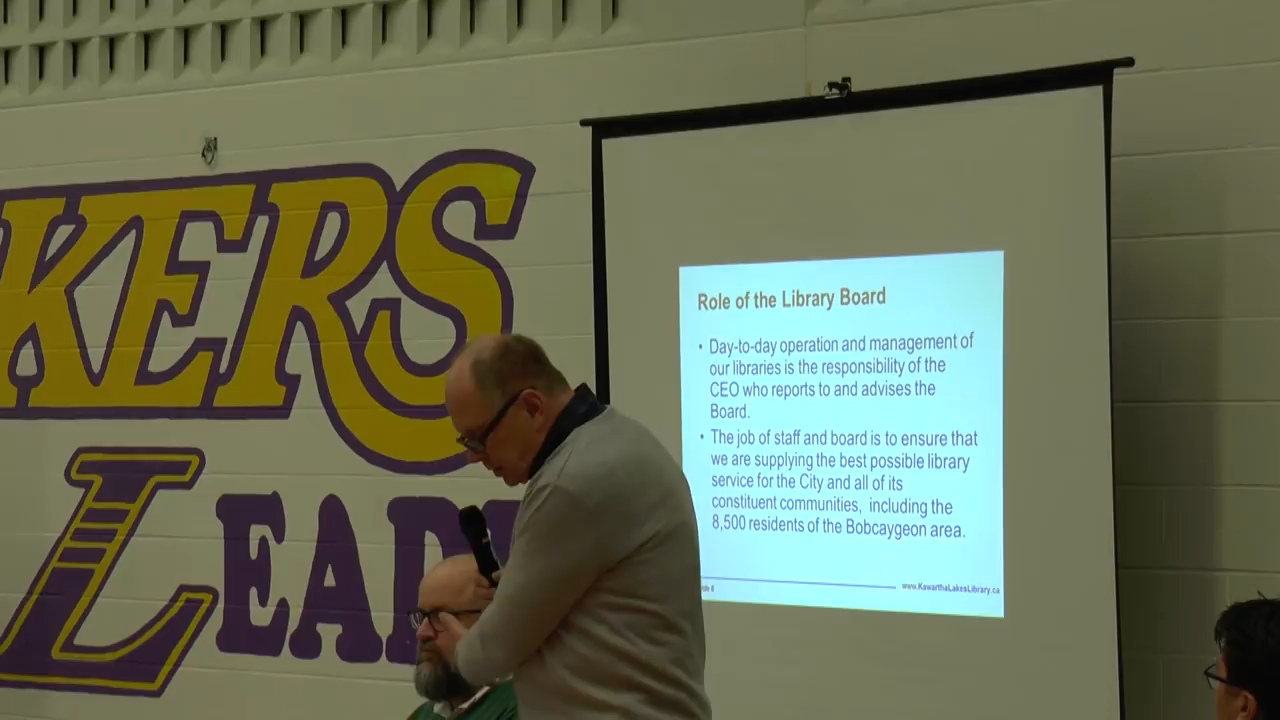 KERS
LEAD
Role of the Library Board
• Day-to-day operation and management of
our libraries is the responsibility of the
CEO who reports to and advises the
Board.
• The job of staff and board is to ensure that
we are supplying the best possible library
service for the City and all of its
constituent communities, including the
8,500 residents of the Bobcaygeon area.
www.KawarthaLakesLibrary.ca